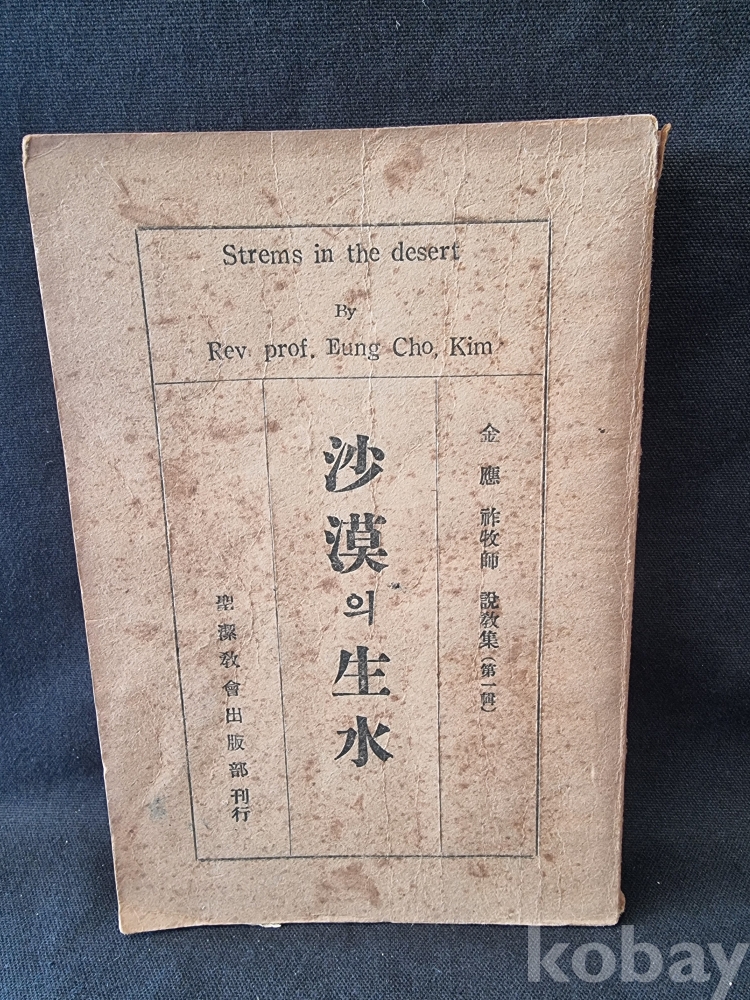 Strems in the desert
By
Rev. prof. Eung Cho, Kim
金應祚牧師 說敎集(第一輯)
沙漠의生水
聖潔敎會出版部刊行
kobay